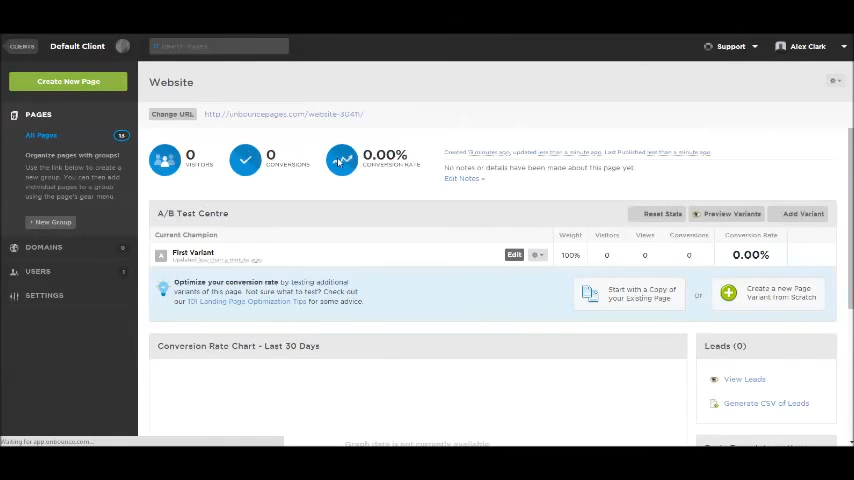 CLIENTS
Default Client
Search Pages
Support
Alex Clark
Create New Page
PAGES
All Pages
13
Organize pages with groups!
Use the link below to create a
new group. You can then add
individual pages to a group
using the page's gear menu.
+ New Group
DOMAINS
0
USERS
1
SETTINGS
Waiting for app.unbounce.com...
Website
Change URL
http://unbouncepages.com/website-30411/
0
VISITORS
0
CONVERSIONS
0.00%
CONVERSION RATE
Created 13 minutes ago, updated less than a minute ago, Last Published less than a minute ago.
No notes or details have been made about this page yet.
Edit Notes »
A/B Test Centre
Reset Stats
Preview Variants
Add Variant
Current Champion
Weight
Visitors
Views
Conversions
Conversion Rate
A
First Variant
Updated less than a minute ago
Edit
100%
0
0
0
0.00%
Optimize your conversion rate by testing additional
variants of this page. Not sure what to test? Check out
our 101 Landing Page Optimization Tips for some advice.
Start with a Copy
of your Existing Page
or
Create a new Page
Variant from Scratch
Conversion Rate Chart - Last 30 Days
Graph data is not currently available
Leads (0)
View Leads
Generate CSV of Leads